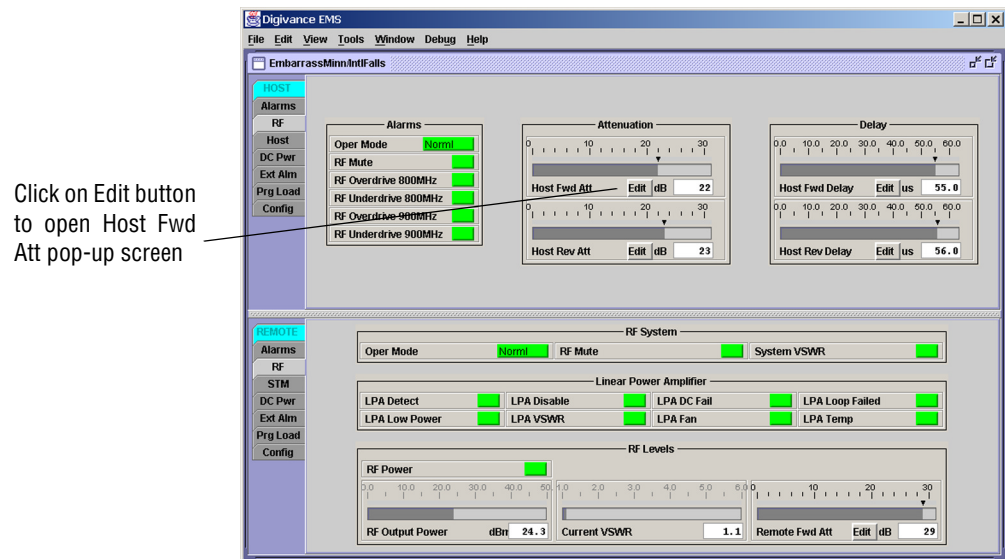 Digivance EMS
File Edit View Tools Window Debug Help
EmbarrassMinn/IntlFalls
HOST
Alarms
RF
Host
DC Pwr
Ext Alm
Prg Load
Config
Alarms
Oper Mode Norml
RF Mute
RF Overdrive 800MHz
RF Underdrive 800MHz
RF Overdrive 900MHz
RF Underdrive 900MHz
Attenuation
0 10 20 30
Host Fwd Att Edit dB 22
0 10 20 30
Host Rev Att Edit dB 23
Delay
0.0 10.0 20.0 30.0 40.0 50.0 60.0
Host Fwd Delay Edit us 55.0
0.0 10.0 20.0 30.0 40.0 50.0 60.0
Host Rev Delay Edit us 56.0
Click on Edit button
to open Host Fwd
Att pop-up screen
REMOTE
Alarms
RF
STM
DC Pwr
Ext Alm
Prg Load
Config
RF System
Oper Mode Norml RF Mute System VSWR
Linear Power Amplifier
LPA Detect LPA Disable LPA DC Fail LPA Loop Failed
LPA Low Power LPA VSWR LPA Fan LPA Temp
RF Levels
RF Power
0.0 10.0 20.0 30.0 40.0 50. 1.0 2.0 3.0 4.0 5.0 6.0 0 10 20 30
RF Output Power dBm 24.3 Current VSWR 1.1 Remote Fwd Att Edit dB 29